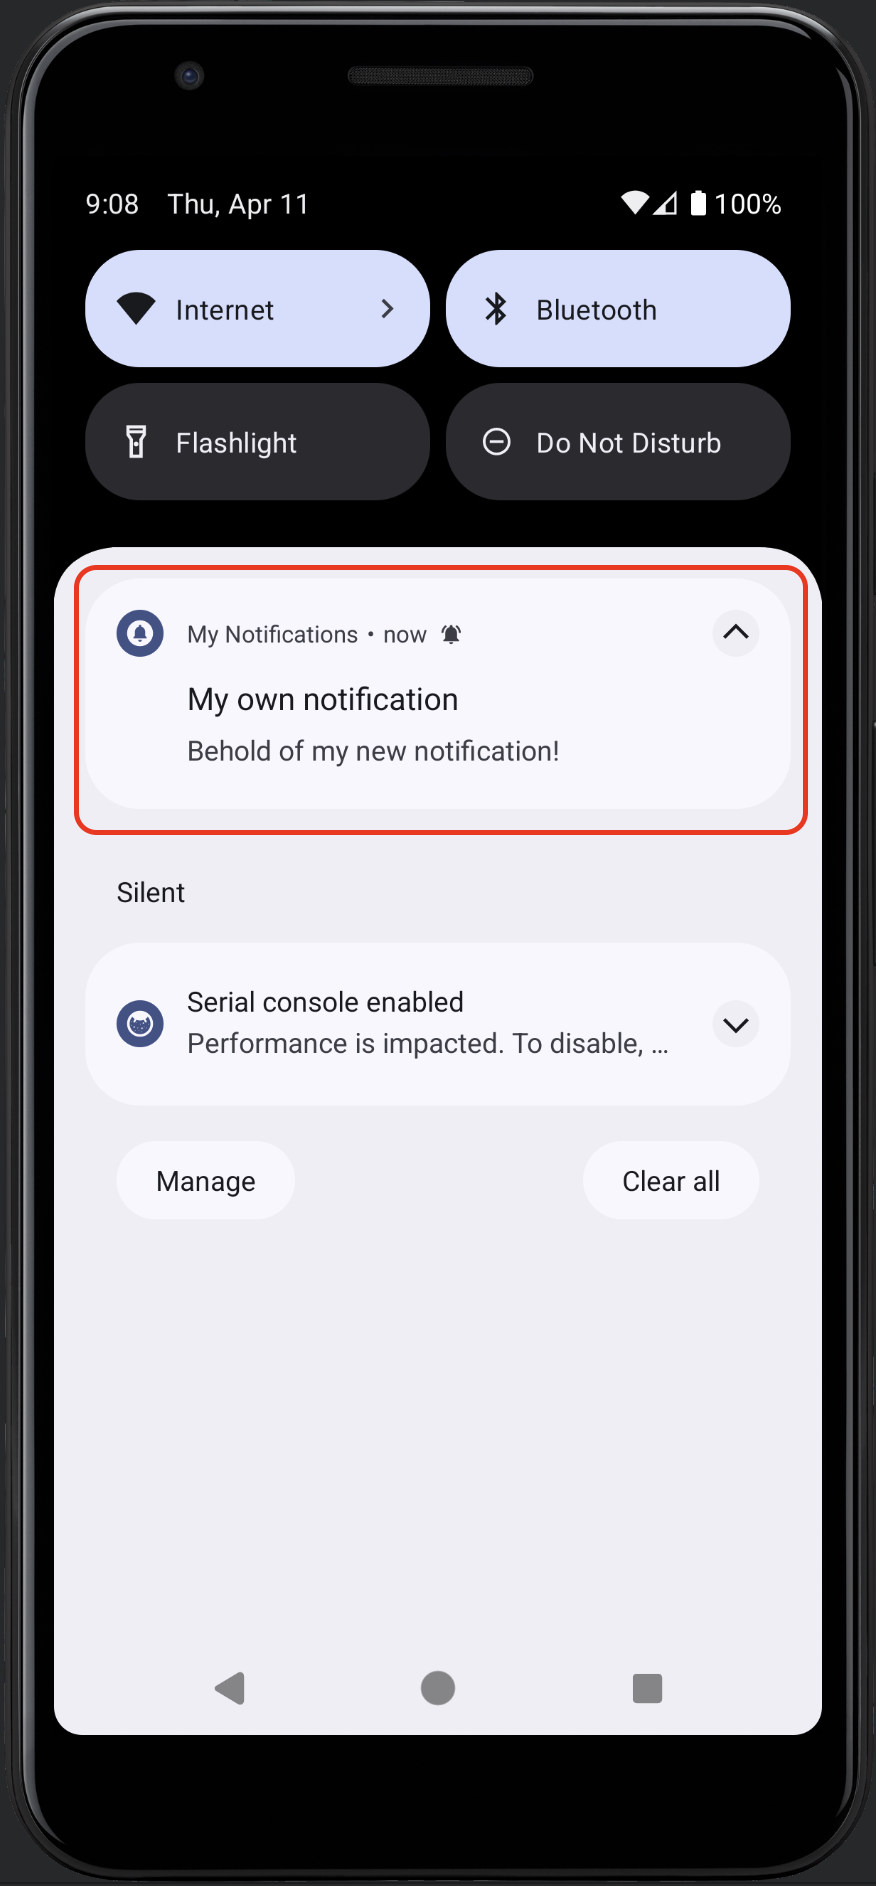 9:08 Thu, Apr 11 100%
Internet Bluetooth
Flashlight Do Not Disturb
My Notifications • now
My own notification
Behold of my new notification!
Silent
Serial console enabled
Performance is impacted. To disable, ...
Manage Clear all